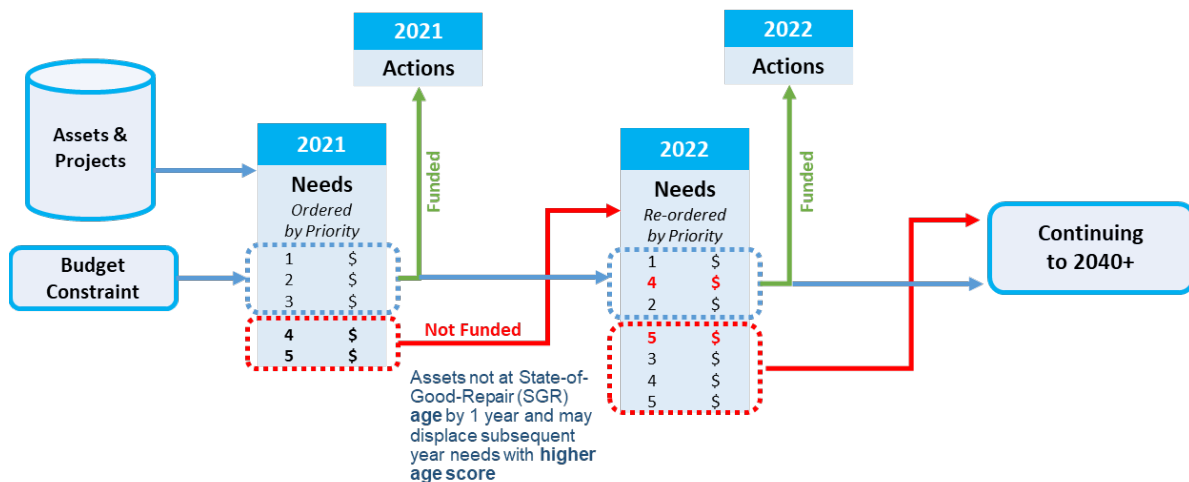 2021
Actions
2022
Actions
Assets &
Projects
2021
Needs
Ordered
by Priority
1 $
2 $
3 $
4 $
5 $
Budget
Constraint
Funded
Not Funded
Assets not at State-of-
Good-Repair (SGR)
age by 1 year and may
displace subsequent
year needs with higher
age score
2022
Needs
Re-ordered
by Priority
1 $
4 $
2 $
5 $
3 $
4 $
5 $
Funded
Continuing
to 2040+